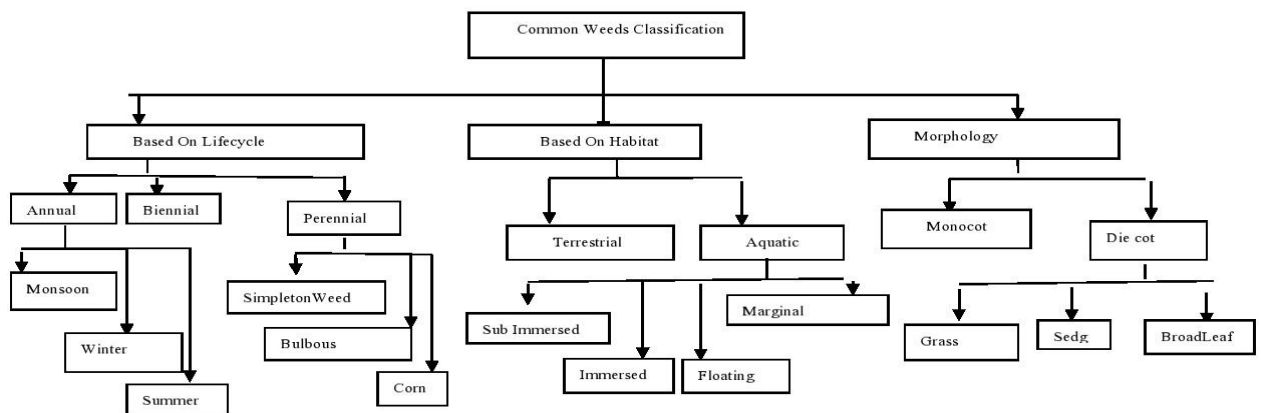 Common Weeds Classification
Based On Lifecycle
Based On Habitat
Morphology
Annual
Biennial
Perennial
Terrestrial
Aquatic
Monocot
Die cot
Monsoon
SimpletonWeed
Sub Immersed
Marginal
Grass
Sedg
BroadLeaf
Winter
Bulbous
Immersed
Floating
Summer
Corn